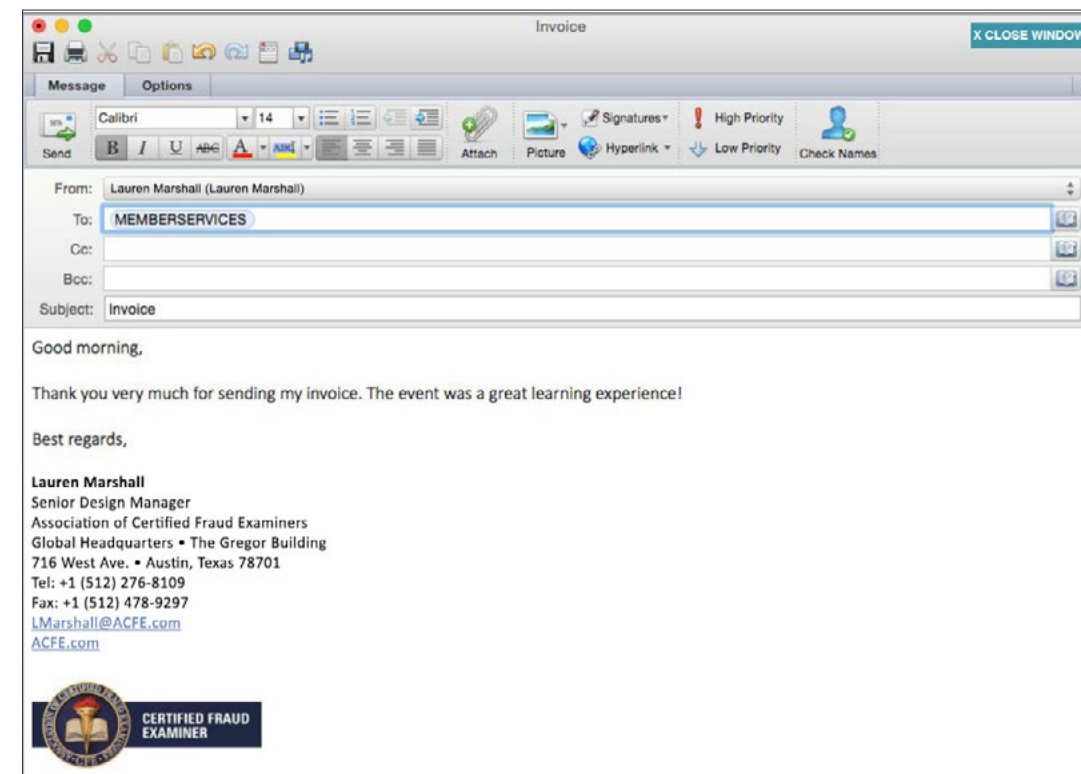 Invoice
X CLOSE WINDOW
Message Options
Calibri 14 Signatures High Priority
Send B I U ABC A ABC Attach Picture Hyperlink Low Priority Check Names
From: Lauren Marshall (Lauren Marshall)
To: MEMBERSERVICES
Cc:
Bcc:
Subject: Invoice
Good morning,
Thank you very much for sending my invoice. The event was a great learning experience!
Best regards,
Lauren Marshall
Senior Design Manager
Association of Certified Fraud Examiners
Global Headquarters • The Gregor Building
716 West Ave. • Austin, Texas 78701
Tel: +1 (512) 276-8109
Fax: +1 (512) 478-9297
LMarshall@ACFE.com
ACFE.com
CERTIFIED FRAUD
EXAMINER